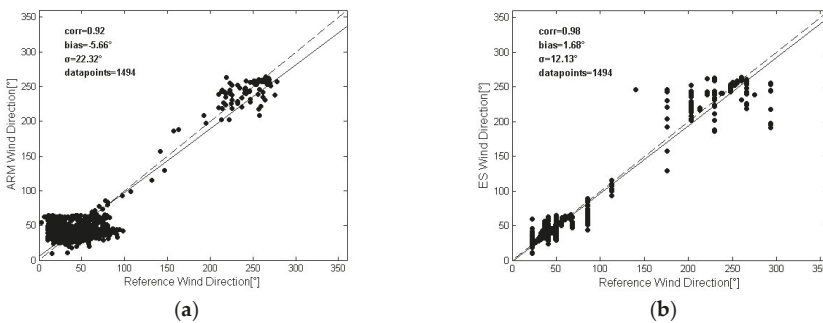 corr=0.92
bias=-5.66°
σ=22.32°
datapoints=1494
ARM Wind Direction[°]
350
300
250
200
150
100
50
0
0 50 100 150 200 250 300 350
Reference Wind Direction[°]
(a)
corr=0.98
bias=1.68°
σ=12.13°
datapoints=1494
ES Wind Direction[°]
350
300
250
200
150
100
50
0
0 50 100 150 200 250 300 350
Reference Wind Direction[°]
(b)